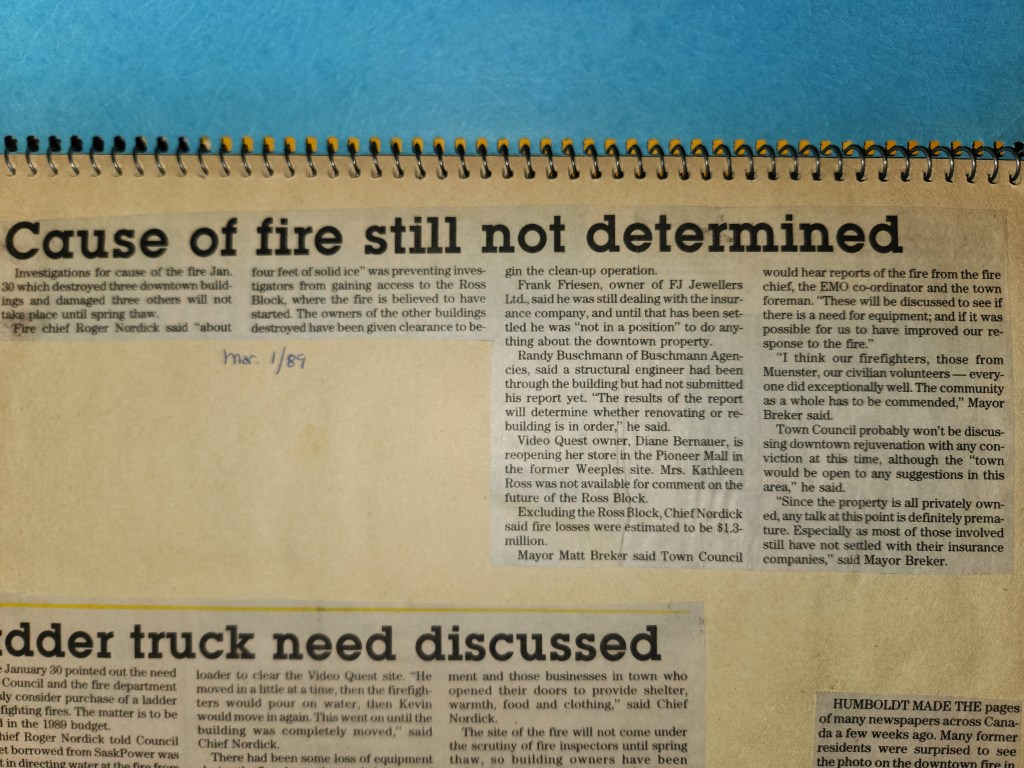 Cause of fire still not determined
Investigations for cause of the fire Jan.
30 which destroyed three downtown build-
ings and damaged three others will not
take place until spring thaw.
Fire chief Roger Nordick said "about
four feet of solid ice" was preventing inves-
tigators from gaining access to the Ross
Block, where the fire is believed to have
started. The owners of the other buildings
destroyed have been given clearance to be-
gin the clean-up operation.
Frank Friesen, owner of FJ Jewellers
Ltd., said he was still dealing with the insur-
ance company, and until that has been set-
tled he was "not in a position" to do any-
thing about the downtown property.
Randy Buschmann of Buschmann Agen-
cies, said a structural engineer had been
through the building but had not submitted
his report yet. "The results of the report
will determine whether renovating or re-
building is in order," he said.
Video Quest owner, Diane Bernauer, is
reopening her store in the Pioneer Mall in
the former Weeples site. Mrs. Kathleen
Ross was not available for comment on the
future of the Ross Block.
Excluding the Ross Block, Chief Nordick
said fire losses were estimated to be $1.3-
million.
Mayor Matt Breker said Town Council
would hear reports of the fire from the fire
chief, the EMO co-ordinator and the town
foreman. "These will be discussed to see if
there is a need for equipment; and if it was
possible for us to have improved our re-
sponse to the fire."
"I think our firefighters, those from
Muenster, our civilian volunteers — every-
one did exceptionally well. The community
as a whole has to be commended," Mayor
Breker said.
Town Council probably won't be discus-
sing downtown rejuvenation with any con-
viction at this time, although the "town
would be open to any suggestions in this
area," he said.
"Since the property is all privately own-
ed, any talk at this point is definitely prema-
ture. Especially as most of those involved
still have not settled with their insurance
companies," said Mayor Breker.
Mar. 1/89
dder truck need discussed
January 30 pointed out the need
Council and the fire department
sly consider purchase of a ladder
fighting fires. The matter is to be
in the 1989 budget.
hief Roger Nordick told Council
et borrowed from SaskPower was
t in directing water at the fire from
loader to clear the Video Quest site. "He
moved in a little at a time, then the firefigh-
ters would pour on water, then Kevin
would move in again. This went on until the
building was completely moved," said
Chief Nordick.
There had been some loss of equipment
ment and those businesses in town who
opened their doors to provide shelter,
warmth, food and clothing," said Chief
Nordick.
The site of the fire will not come under
the scrutiny of fire inspectors until spring
thaw, so building owners have been
HUMBOLDT MADE THE pages
of many newspapers across Cana-
da a few weeks ago. Many former
residents were surprised to see
the photo on the downtown fire in